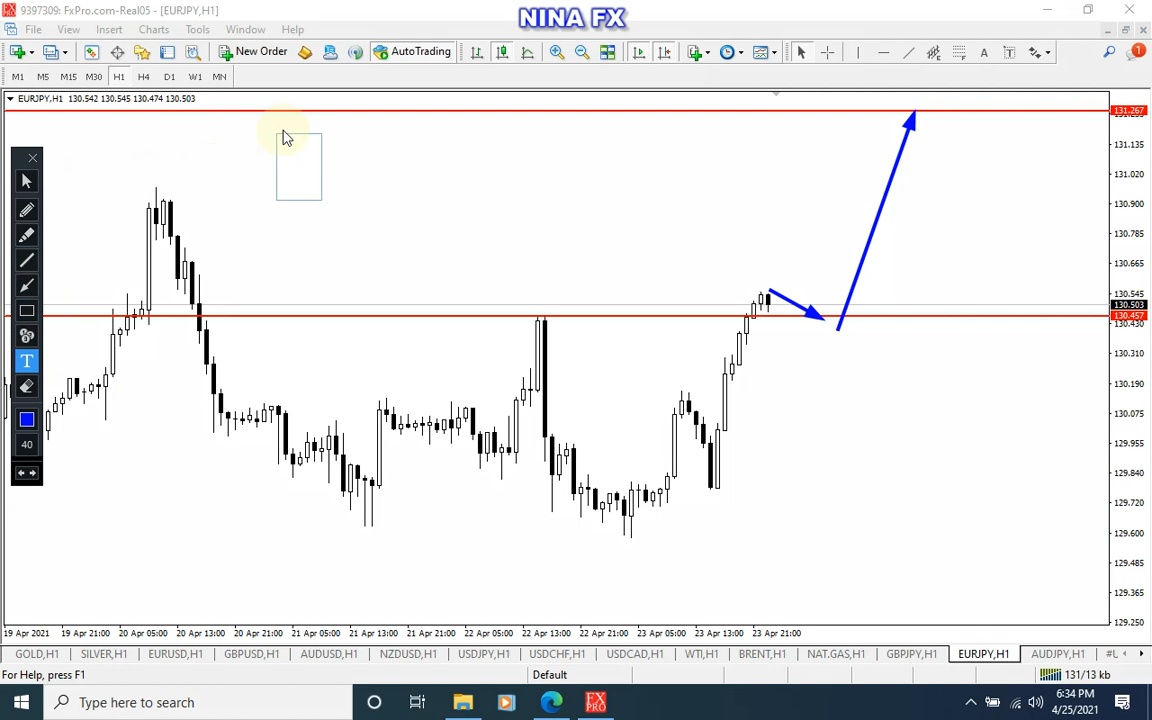 9397309: FxPro.com-Real05 - [EURJPY,H1]
NINA FX
File View Insert Charts Tools Window Help
New Order AutoTrading 1
M1 M5 M15 M30 H1 H4 D1 W1 MN
EURJPY,H1 130.542 130.545 130.474 130.503
131.267
131.135
131.020
130.900
130.785
130.665
130.545
130.503
130.457
130.430
130.310
130.190
130.075
129.955
129.840
129.720
129.600
129.485
129.365
129.250
T
40
19 Apr 2021 19 Apr 21:00 20 Apr 05:00 20 Apr 13:00 20 Apr 21:00 21 Apr 05:00 21 Apr 13:00 21 Apr 21:00 22 Apr 05:00 22 Apr 13:00 22 Apr 21:00 23 Apr 05:00 23 Apr 13:00 23 Apr 21:00
GOLD,H1 SILVER,H1 EURUSD,H1 GBPUSD,H1 AUDUSD,H1 NZDUSD,H1 USDJPY,H1 USDCHF,H1 USDCAD,H1 WTI,H1 BRENT,H1 NAT.GAS,H1 GBPJPY,H1 EURJPY,H1 AUDJPY,H1 #L
For Help, press F1 Default 131/13 kb
Type here to search FX PRO 6:34 PM
4/25/2021